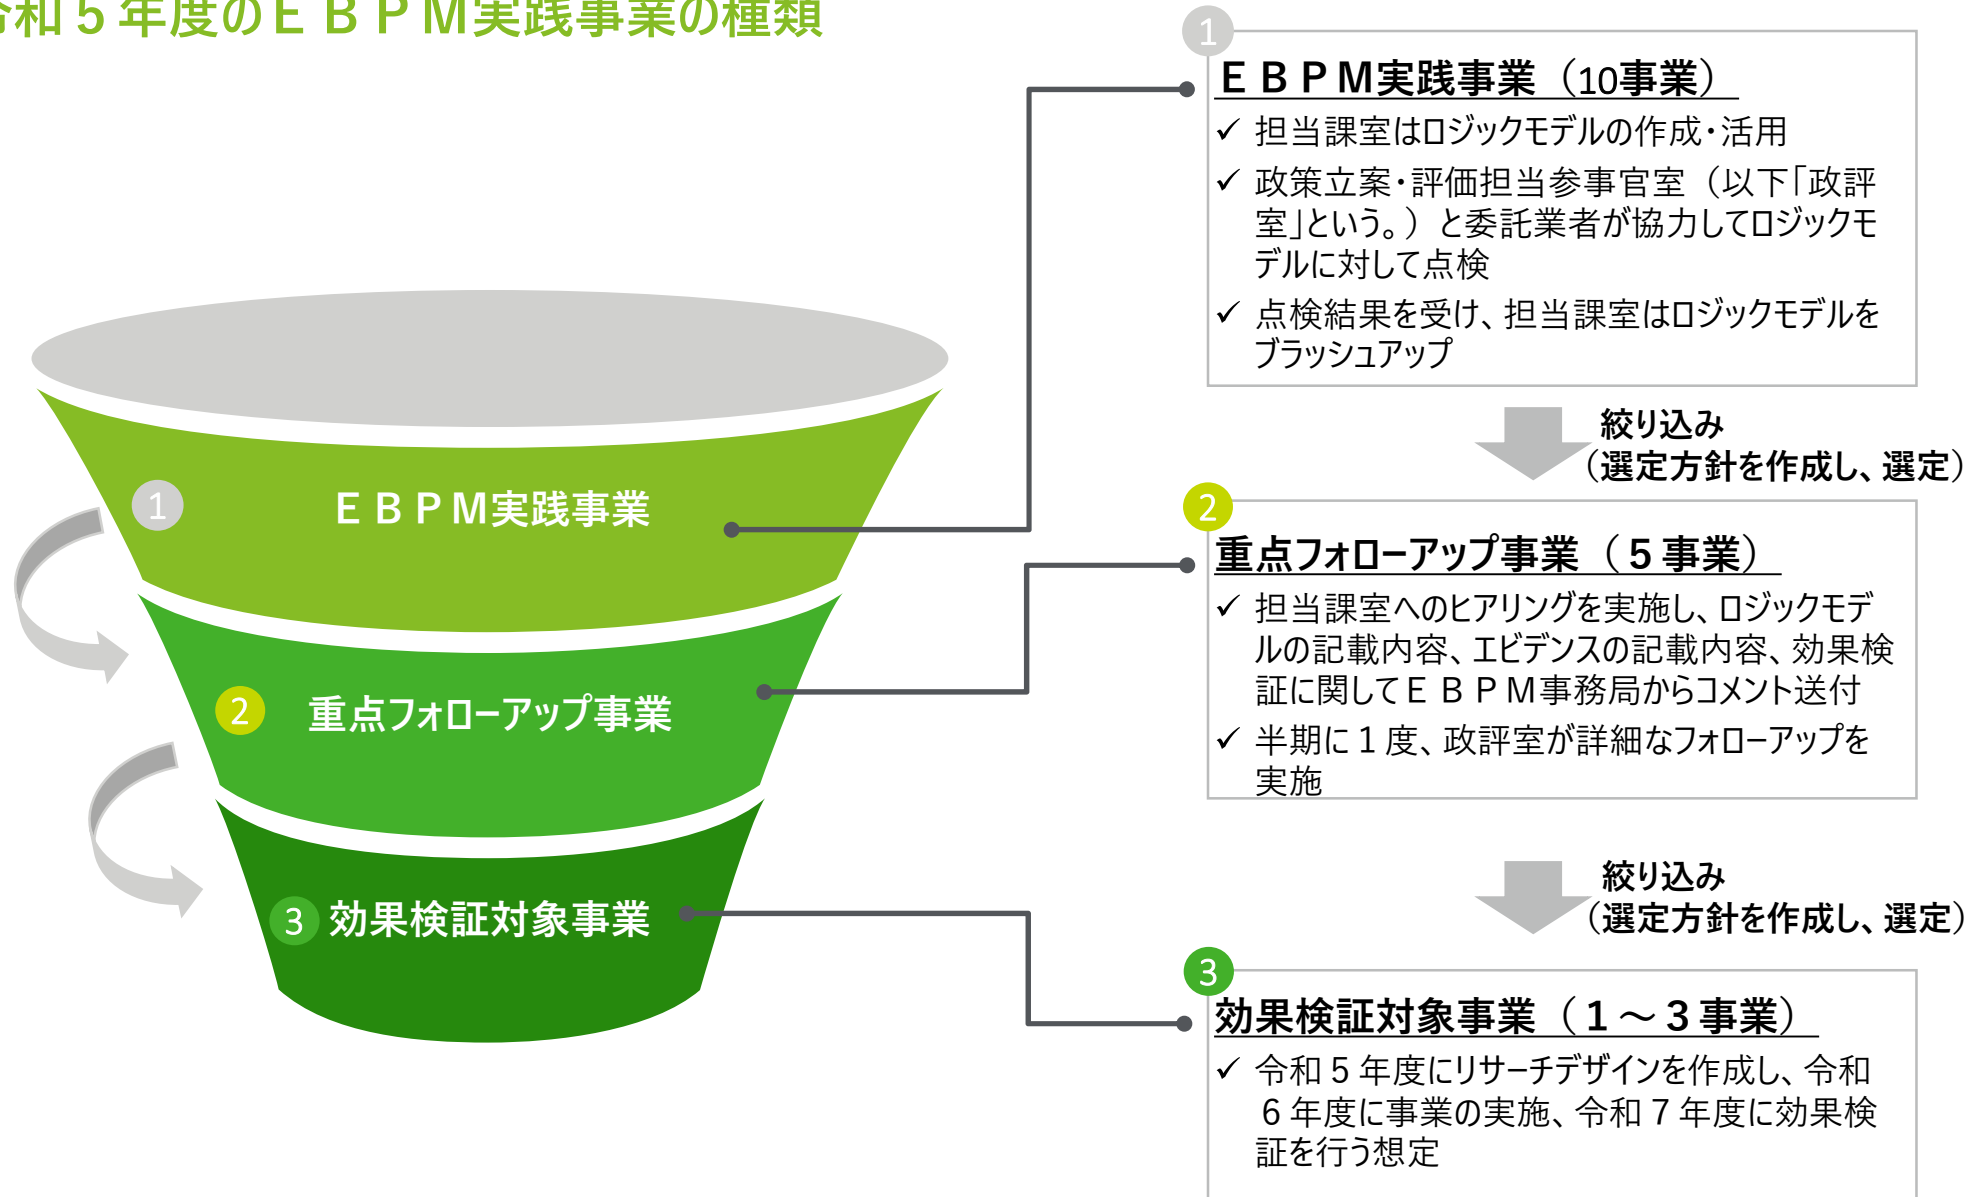 令和５年度のＥＢＰＭ実践事業の種類
1
ＥＢＰＭ実践事業（10事業）
✓ 担当課室はロジックモデルの作成・活用
✓ 政策立案・評価担当参事官室（以下「政評
室」という。）と委託業者が協力してロジックモ
デルに対して点検
✓ 点検結果を受け、担当課室はロジックモデルを
ブラッシュアップ
絞り込み
（選定方針を作成し、選定）
2
重点フォローアップ事業（５事業）
✓ 担当課室へのヒアリングを実施し、ロジックモデ
ルの記載内容、エビデンスの記載内容、効果検
証に関してＥＢＰＭ事務局からコメント送付
✓ 半期に１度、政評室が詳細なフォローアップを
実施
絞り込み
（選定方針を作成し、選定）
3
効果検証対象事業（１～３事業）
✓ 令和５年度にリサーチデザインを作成し、令和
６年度に事業の実施、令和７年度に効果検
証を行う想定
1
ＥＢＰＭ実践事業
2
重点フォローアップ事業
3
効果検証対象事業